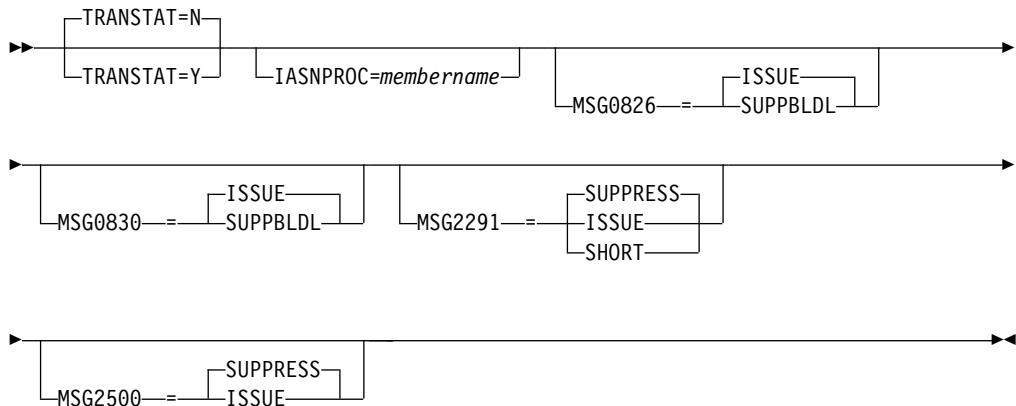 TRANSTAT=N
TRANSTAT=Y
IASNPROC=membername
ISSUE
MSG0826 = SUPPBLDL
ISSUE
MSG0830 = SUPPBLDL
SUPPRESS
MSG2291 = ISSUE
SHORT
SUPPRESS
MSG2500 = ISSUE